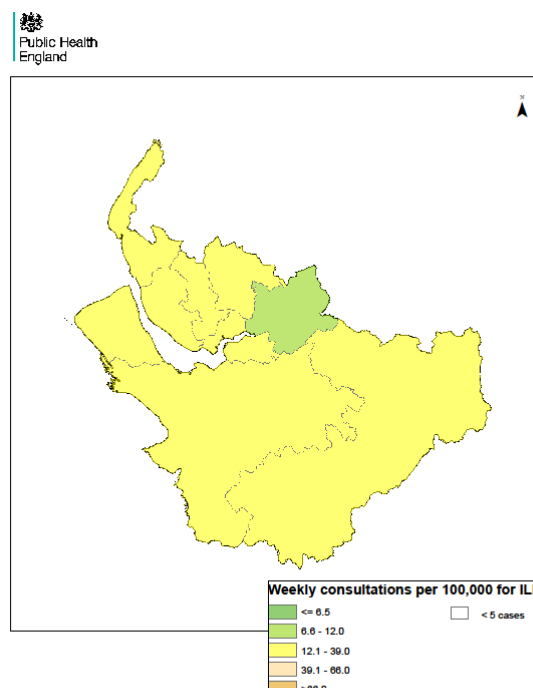 Public Health
England
N
Weekly consultations per 100,000 for IL
<= 6.5
< 5 cases
6.6 - 12.0
12.1 - 39.0
39.1 - 66.0